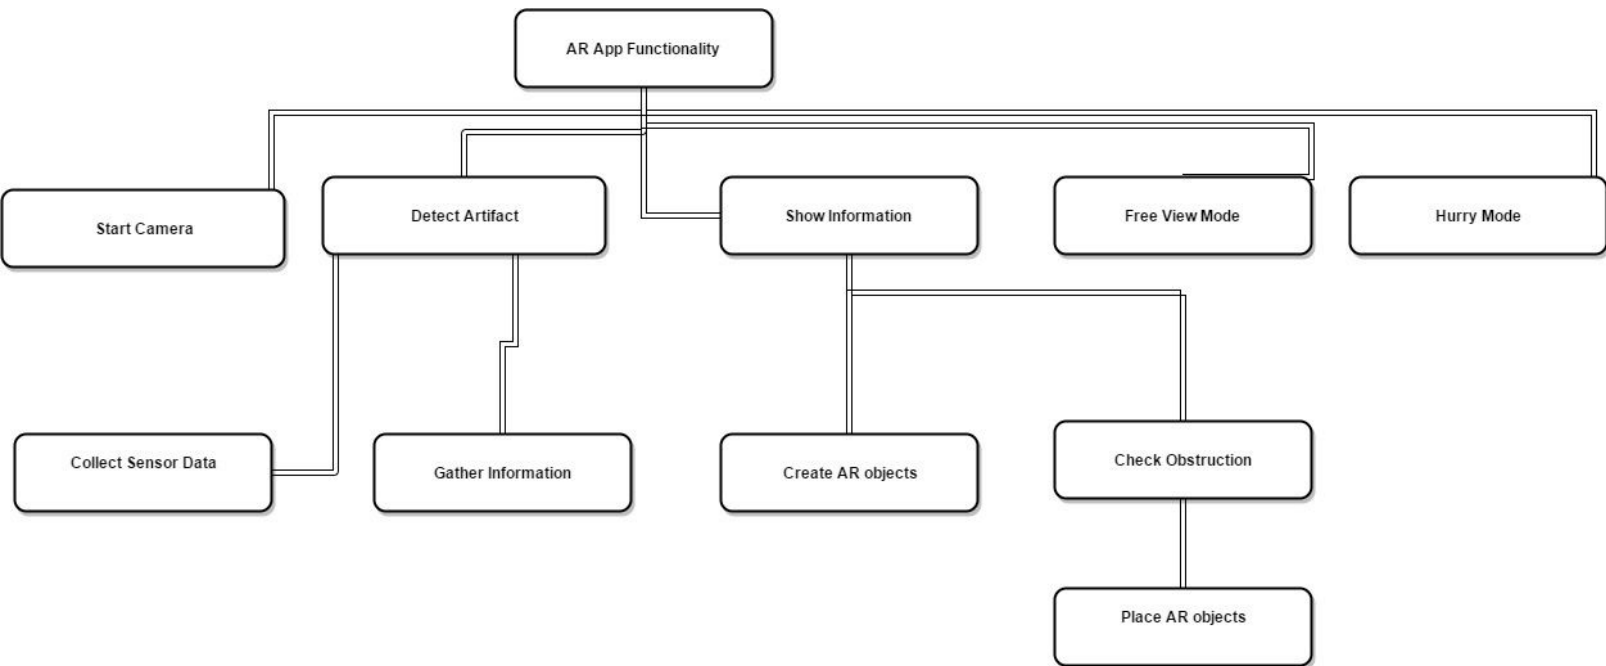 AR App Functionality
Start Camera
Detect Artifact
Show Information
Free View Mode
Hurry Mode
Collect Sensor Data
Gather Information
Create AR objects
Check Obstruction
Place AR objects